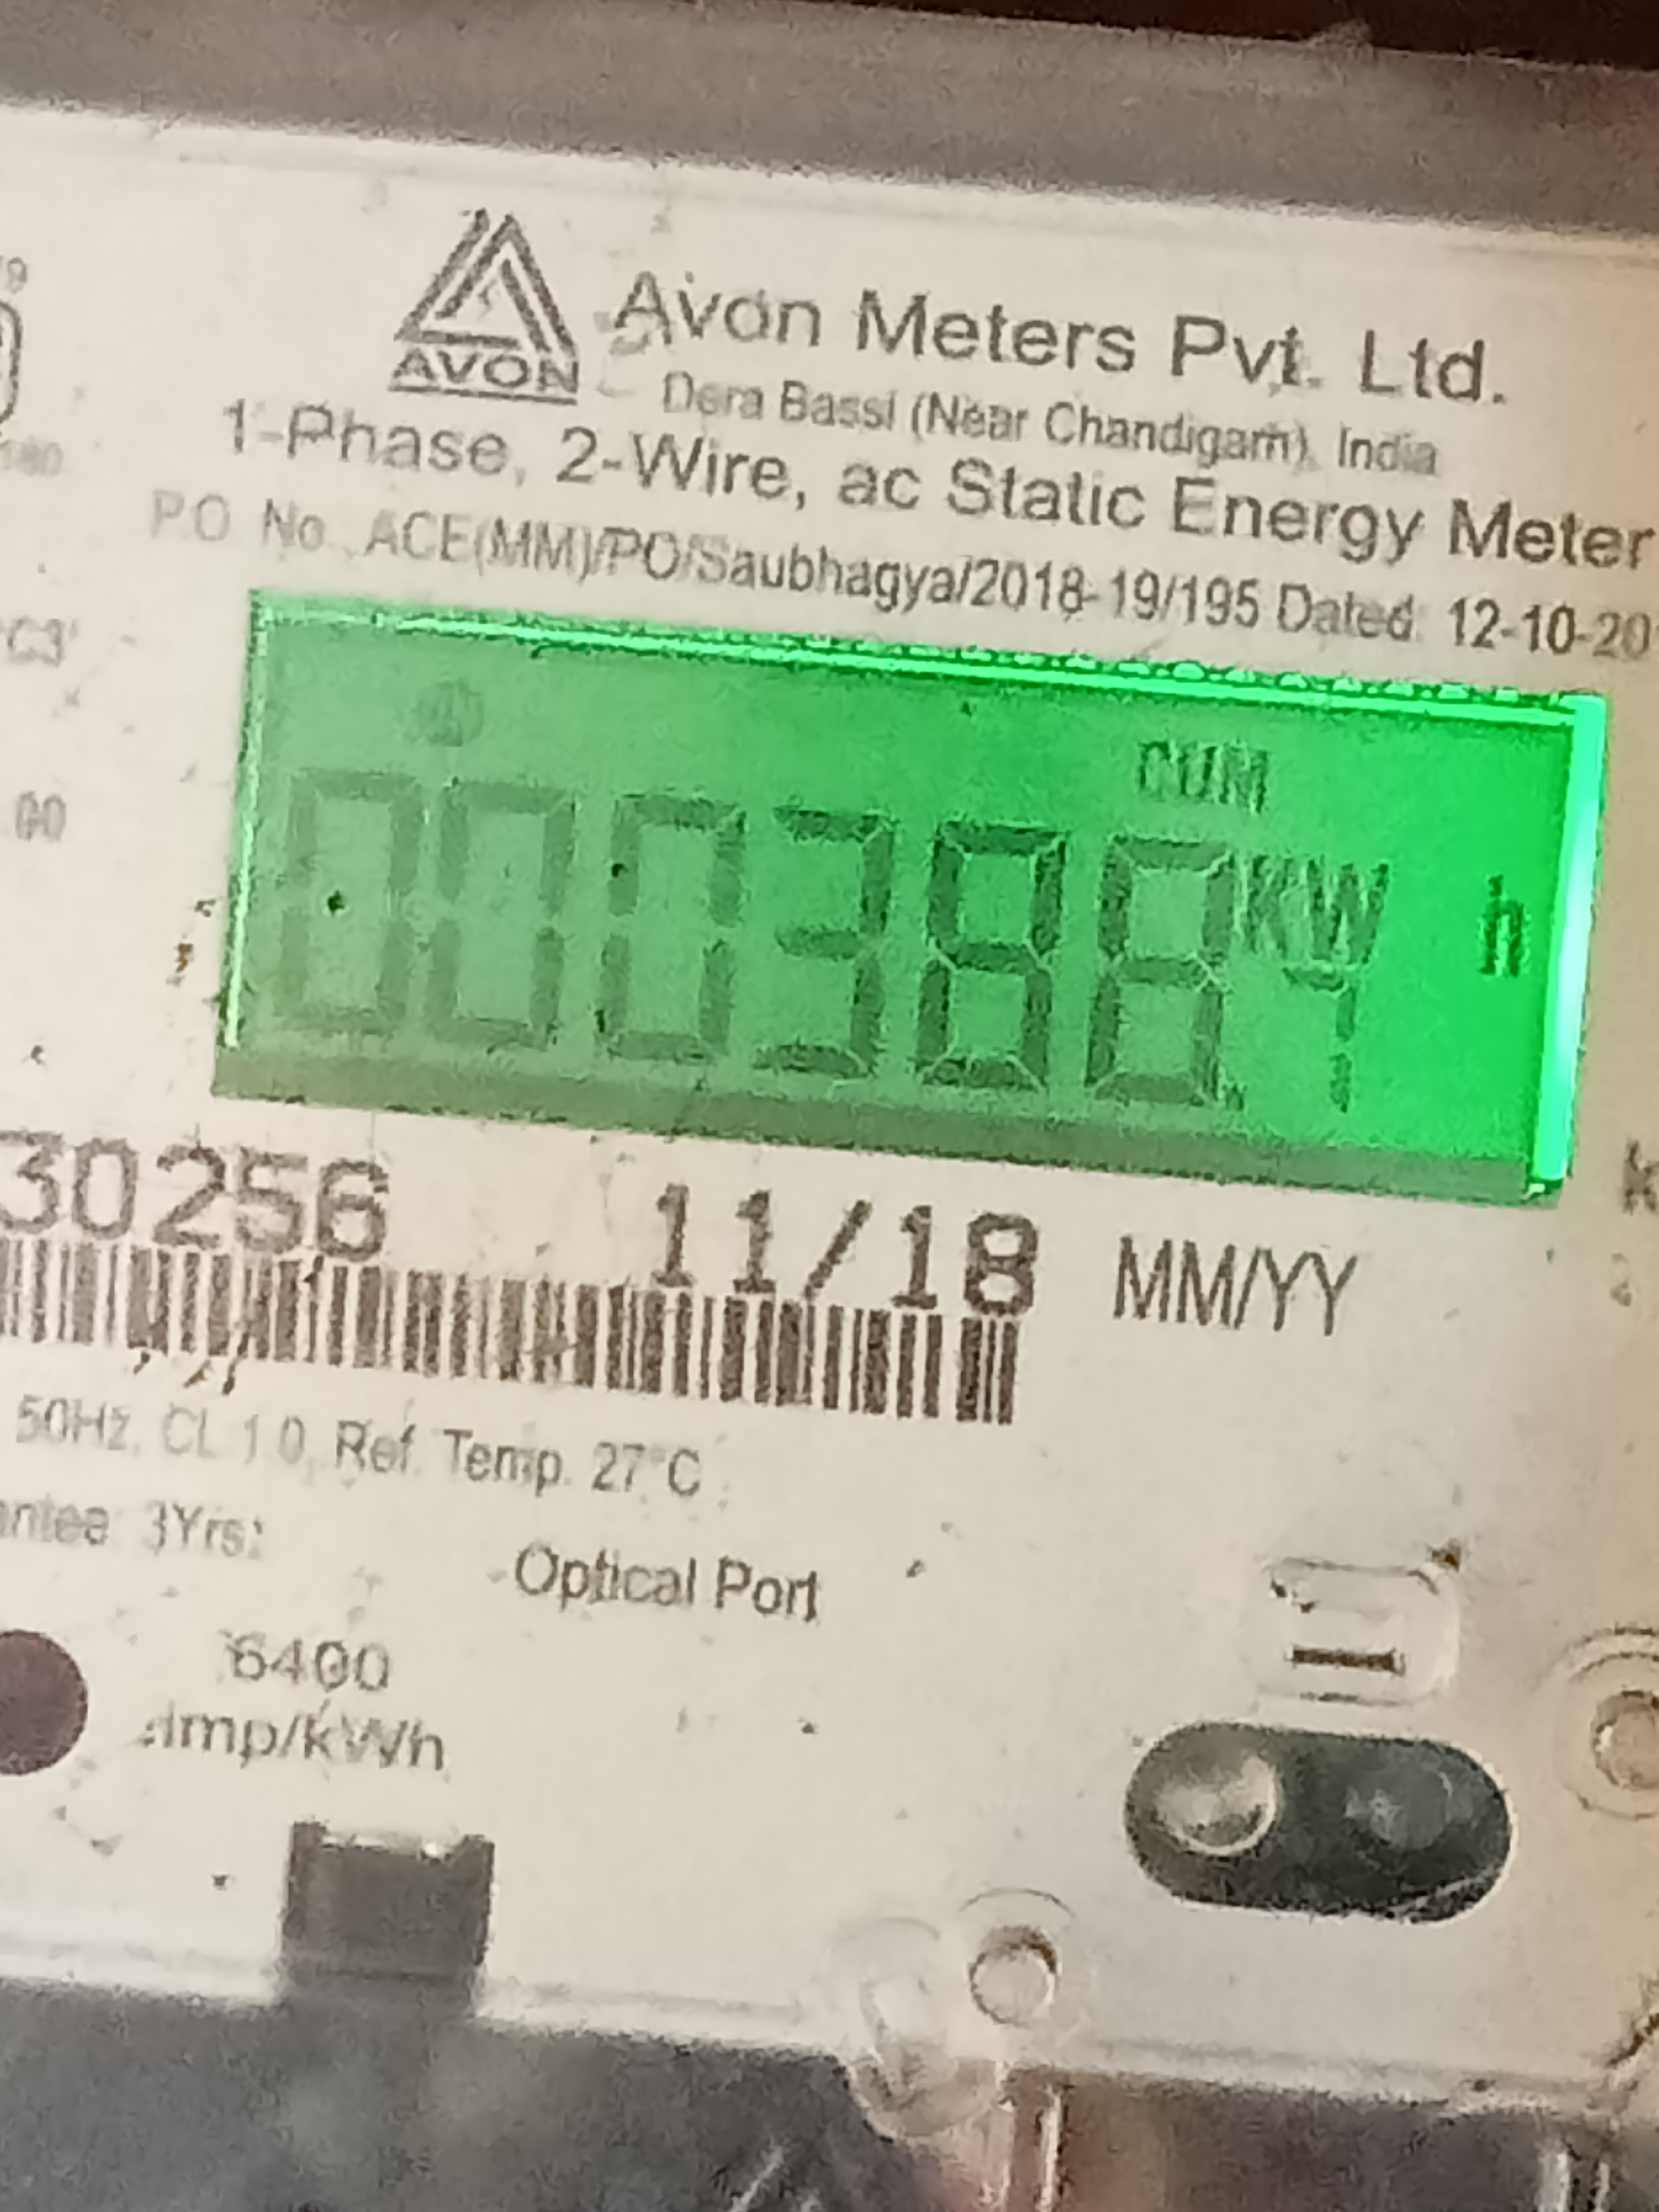 AVON
Avon Meters Pvt. Ltd.
Dera Bassi (Near Chandigarh), India
1-Phase, 2-Wire, ac Static Energy Meter
P.O. No. ACE(MM)/PO/Saubhagya/2018-19/195 Dated: 12-10-20
CUM
000388.4 KW h
30256 11/18 MM/YY
50Hz, CL 1.0, Ref. Temp. 27°C
3Yrs
Optical Port
6400
imp/kWh